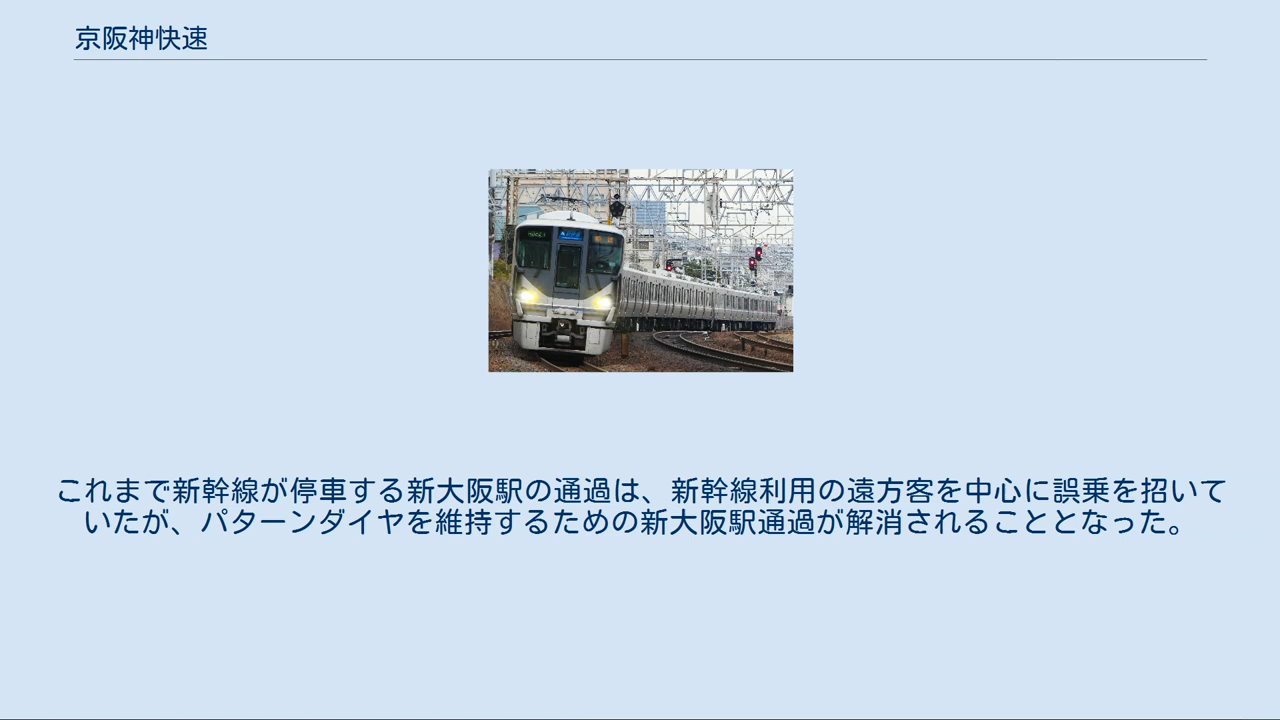 京阪神快速
これまで新幹線が停車する新大阪駅の通過は、新幹線利用の遠方客を中心に誤乗を招いて
いたが、パターンダイヤを維持するための新大阪駅通過が解消されることとなった。